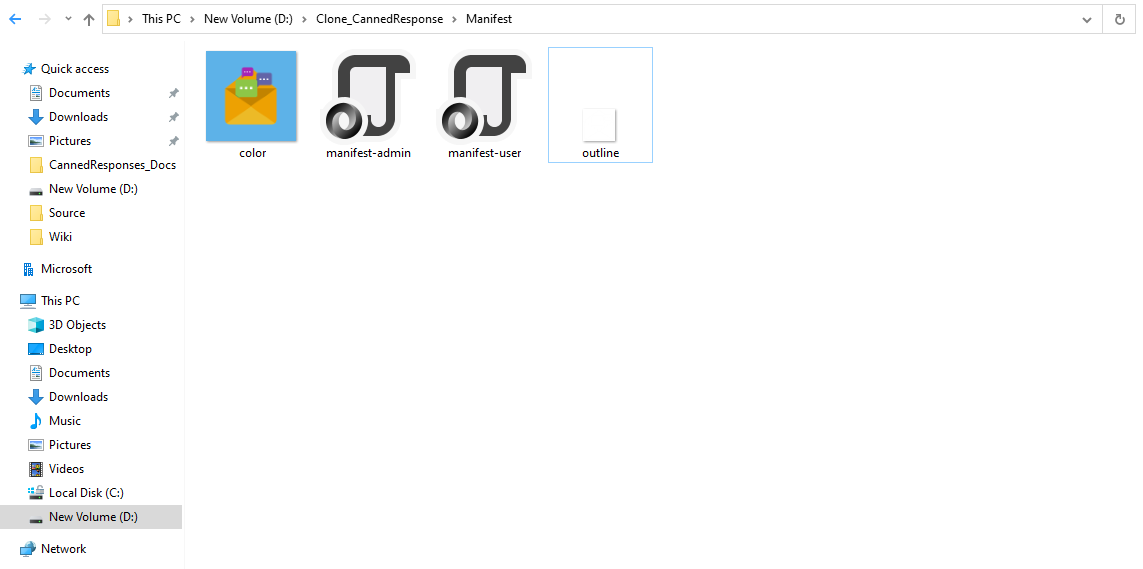 This PC > New Volume (D:) > Clone_CannedResponse > Manifest
Quick access
Documents
Downloads
Pictures
CannedResponses_Docs
New Volume (D:)
Source
Wiki
Microsoft
This PC
3D Objects
Desktop
Documents
Downloads
Music
Pictures
Videos
Local Disk (C:)
New Volume (D:)
Network
color
manifest-admin
manifest-user
outline